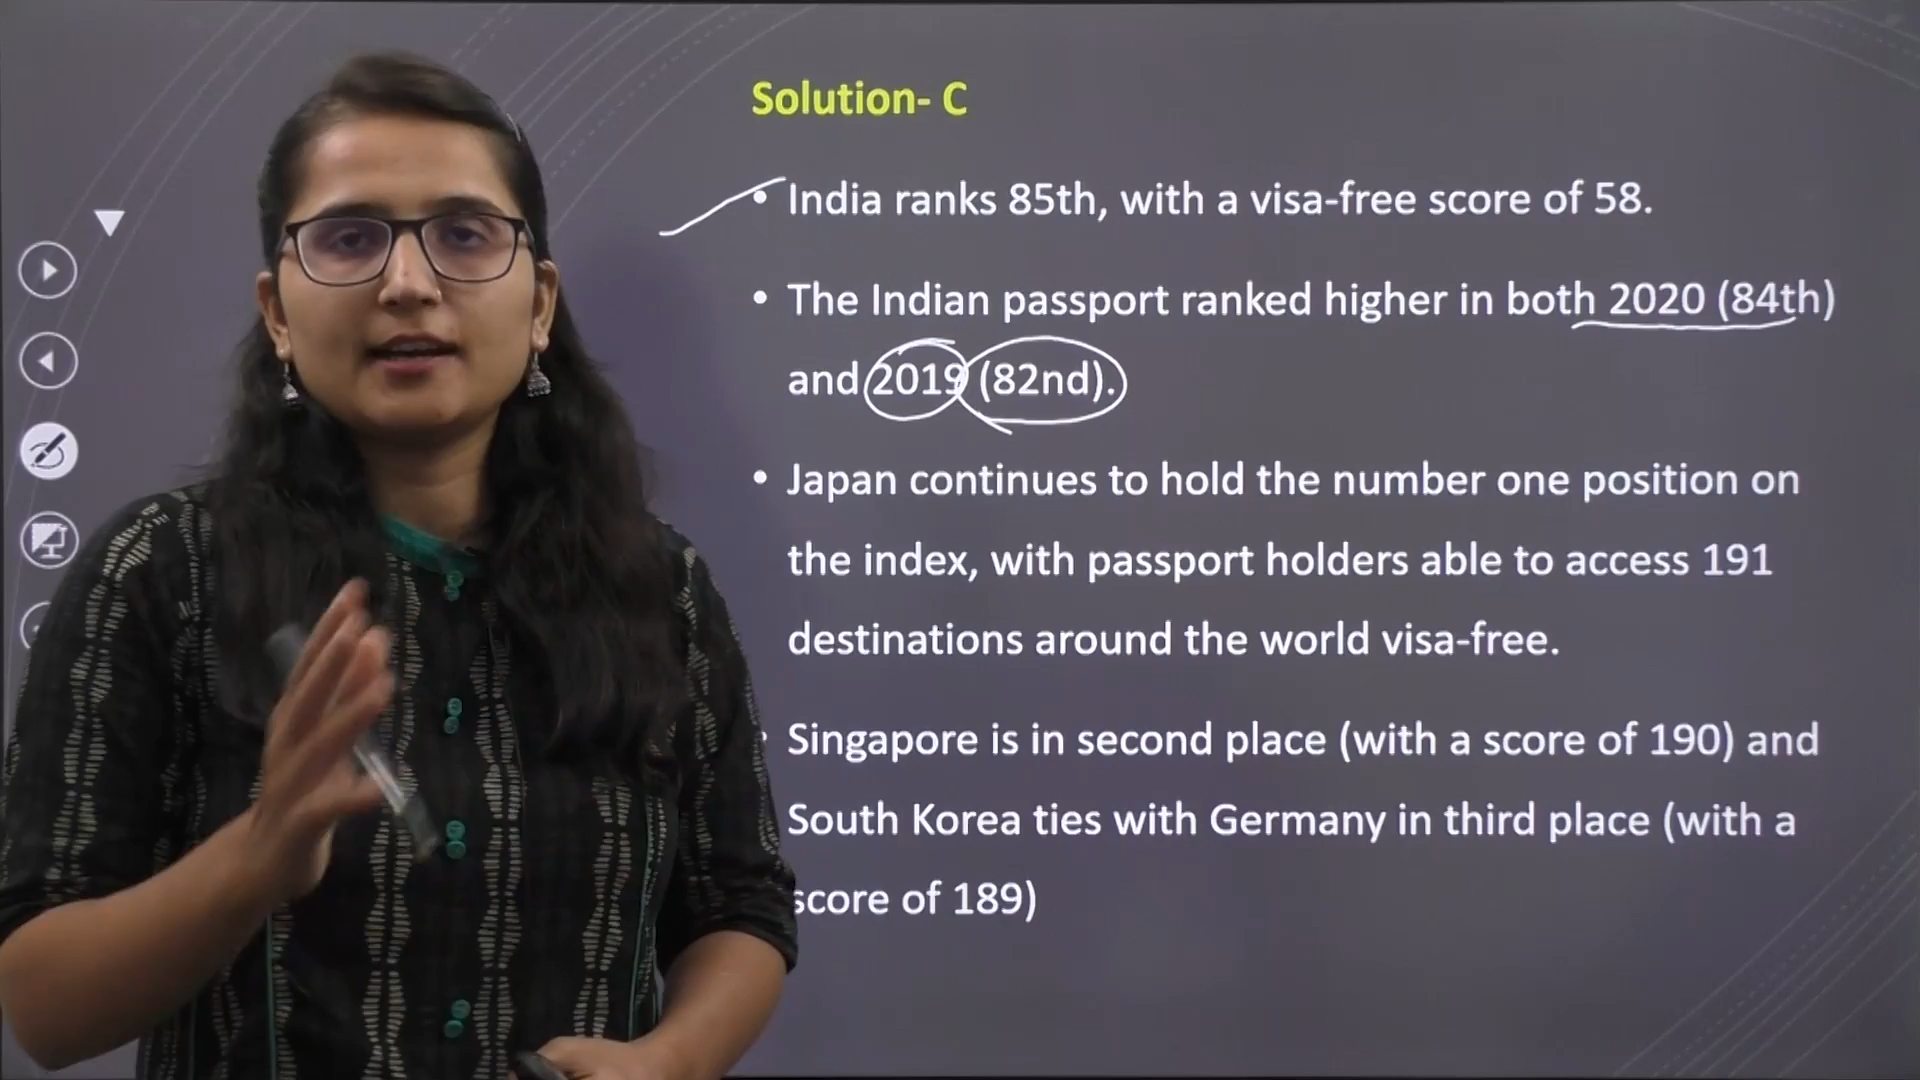 Solution- C
• India ranks 85th, with a visa-free score of 58.
• The Indian passport ranked higher in both 2020 (84th)
and 2019 (82nd).
• Japan continues to hold the number one position on
the index, with passport holders able to access 191
destinations around the world visa-free.
• Singapore is in second place (with a score of 190) and
South Korea ties with Germany in third place (with a
score of 189)